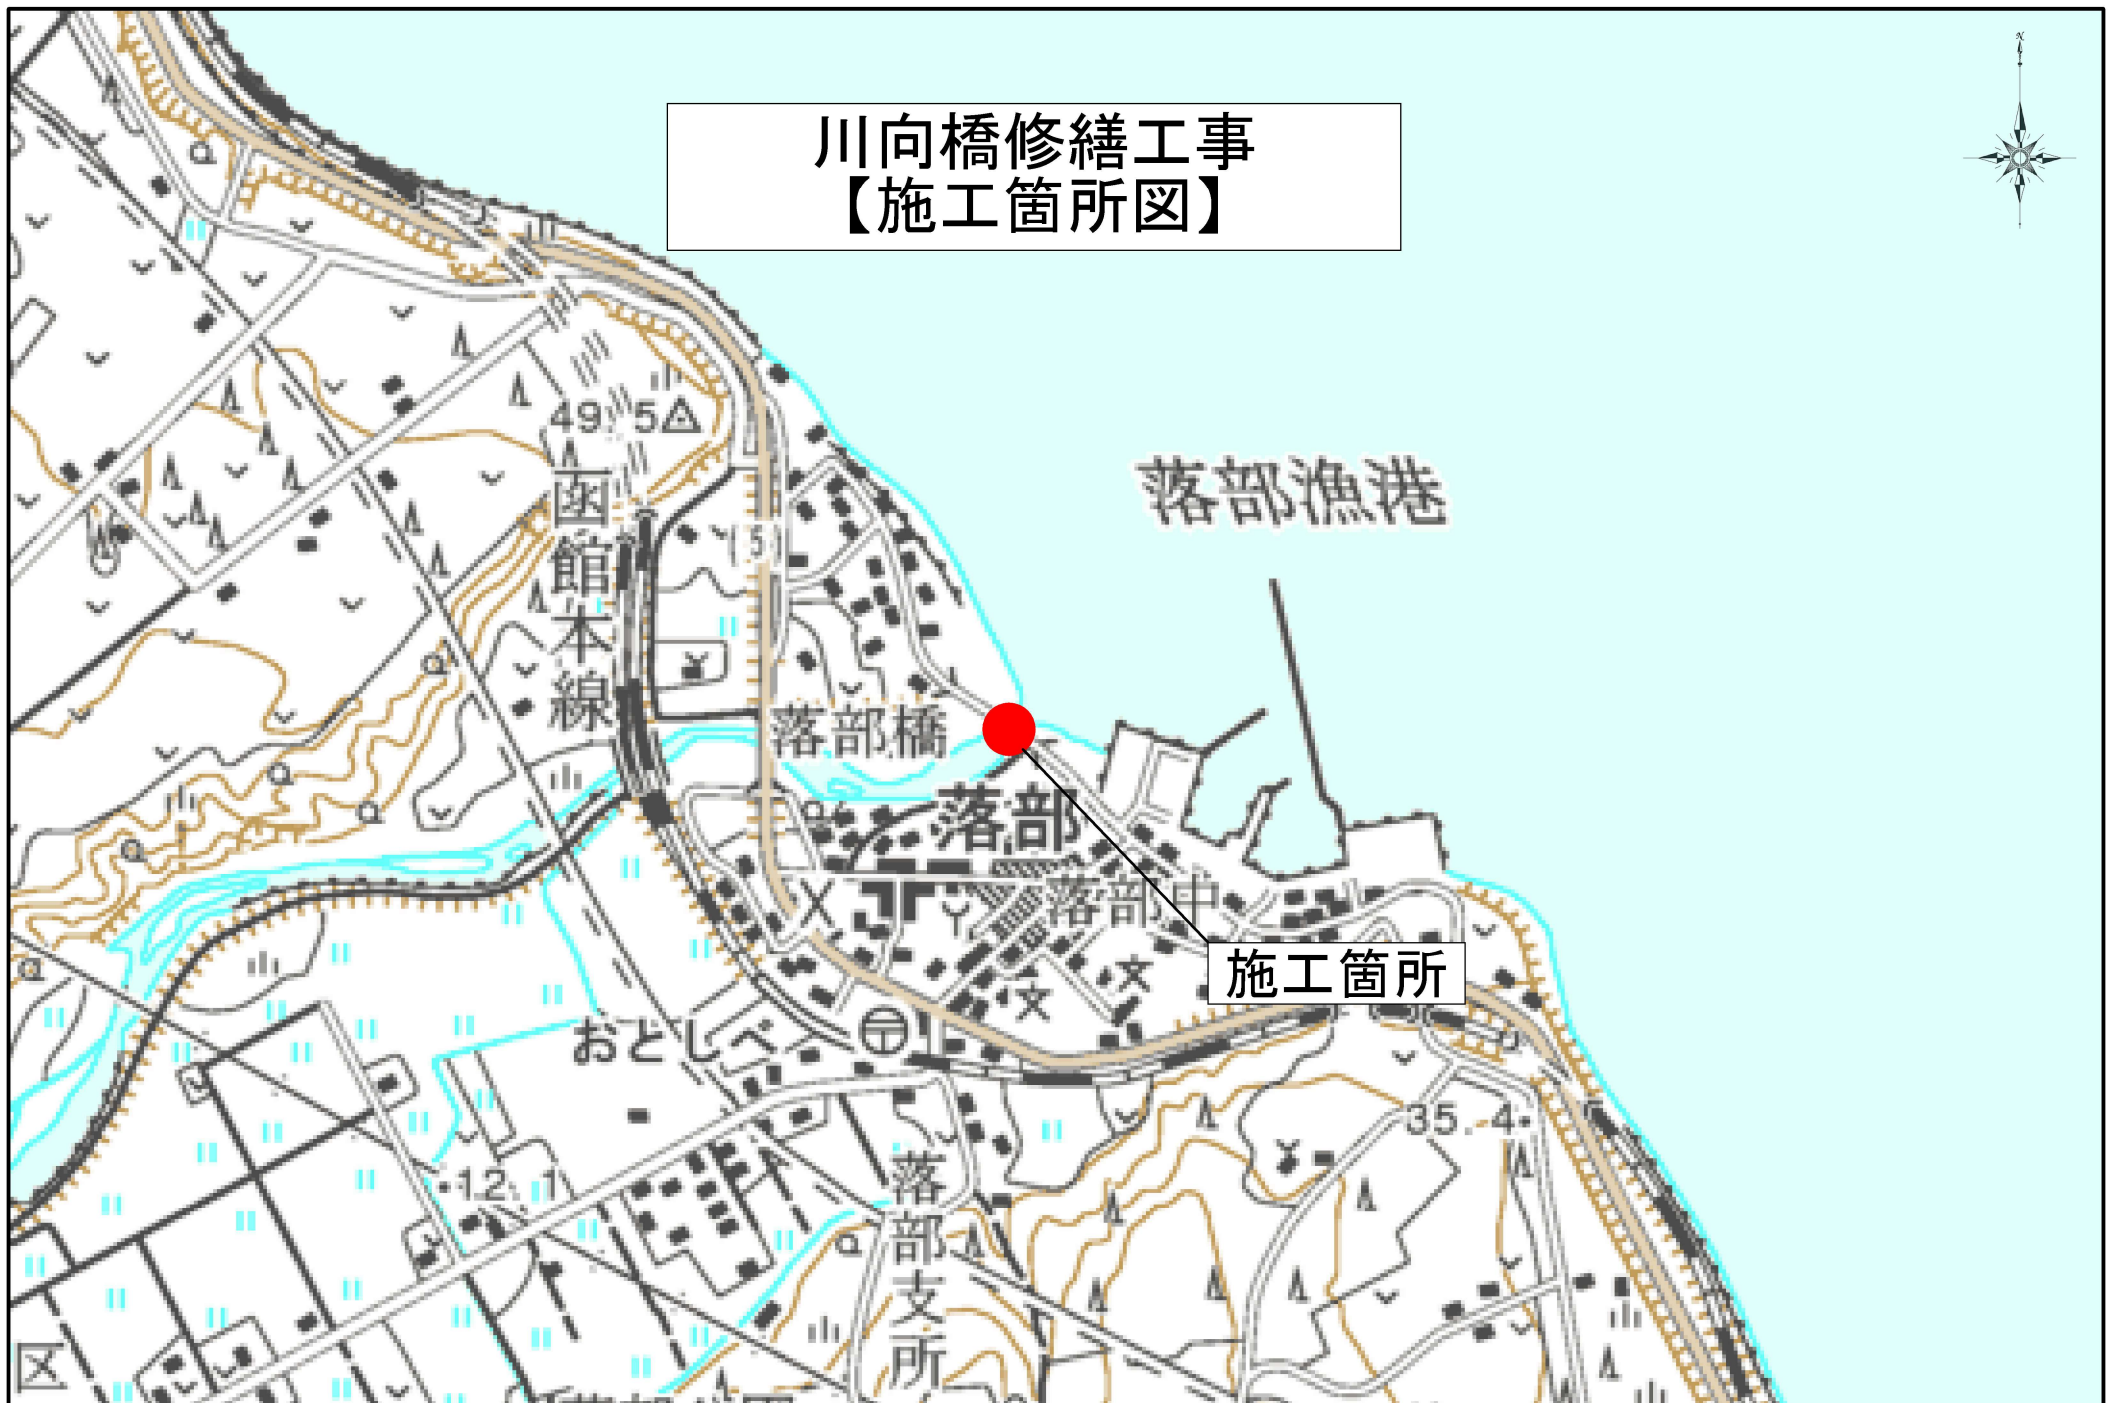 N
川向橋修繕工事
【施工箇所図】
49.5
落部漁港
函館本線
(5)
落部橋
落部
落部中
施工箇所
おとしべ
35.4
12.1
落部支所
区